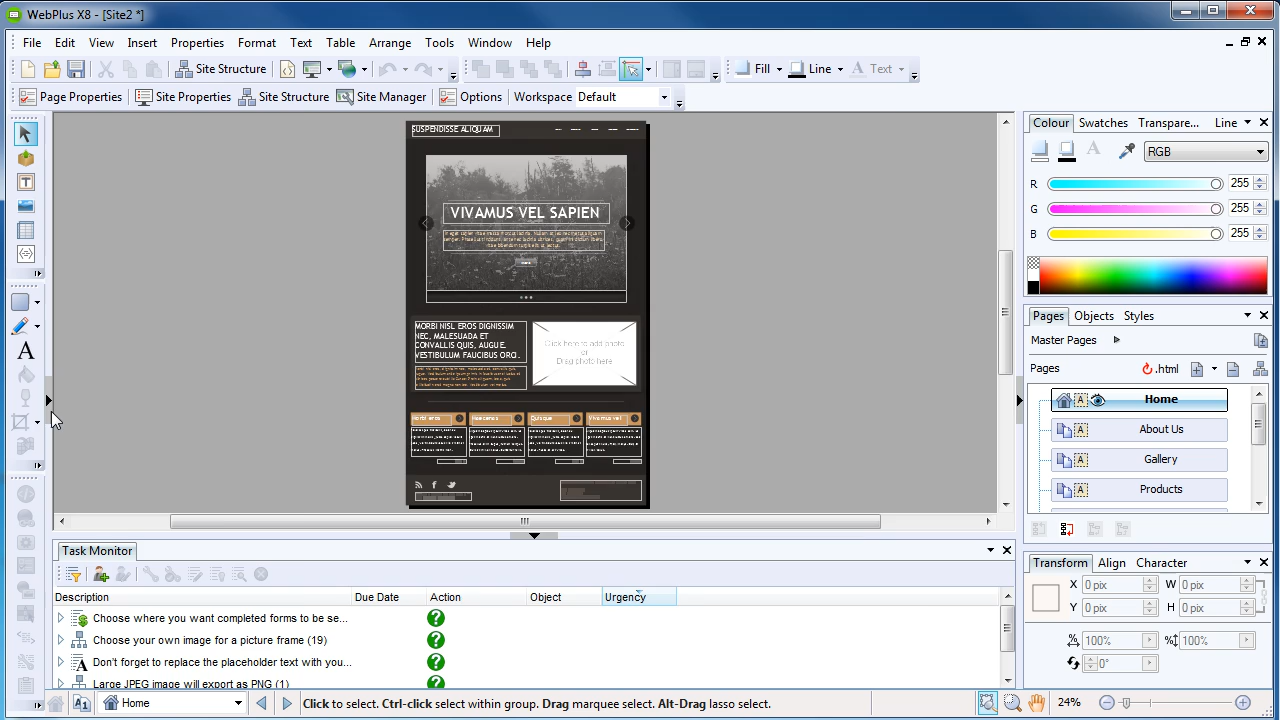 WebPlus X8 - [Site2 *]
File Edit View Insert Properties Format Text Table Arrange Tools Window Help
Site Structure Fill Line Text
Page Properties Site Properties Site Structure Site Manager Options Workspace Default
SUSPENDISSE ALIQUAM
VIVAMUS VEL SAPIEN
MORBI NISL EROS DIGNISSIM
NEC, MALESUADA ET
CONVALLIS QUIS, AUGUE.
VESTIBULUM FAUCIBUS ORCI.
Click here to add photo
or
Drag photo here
Morbi eros Maecenas Quisque Vivamus vel
Colour Swatches Transpare... Line
RGB
R 255
G 255
B 255
Pages Objects Styles
Master Pages
Pages .html
A Home
A About Us
A Gallery
A Products
Transform Align Character
X 0 pix W 0 pix
Y 0 pix H 0 pix
100% 100%
0°
Task Monitor
Description Due Date Action Object Urgency
Choose where you want completed forms to be se...
Choose your own image for a picture frame (19)
Don't forget to replace the placeholder text with you...
Large JPEG image will export as PNG (1)
Home Click select. Ctrl-click select within group. Drag marquee select. Alt-Drag lasso select. 24%